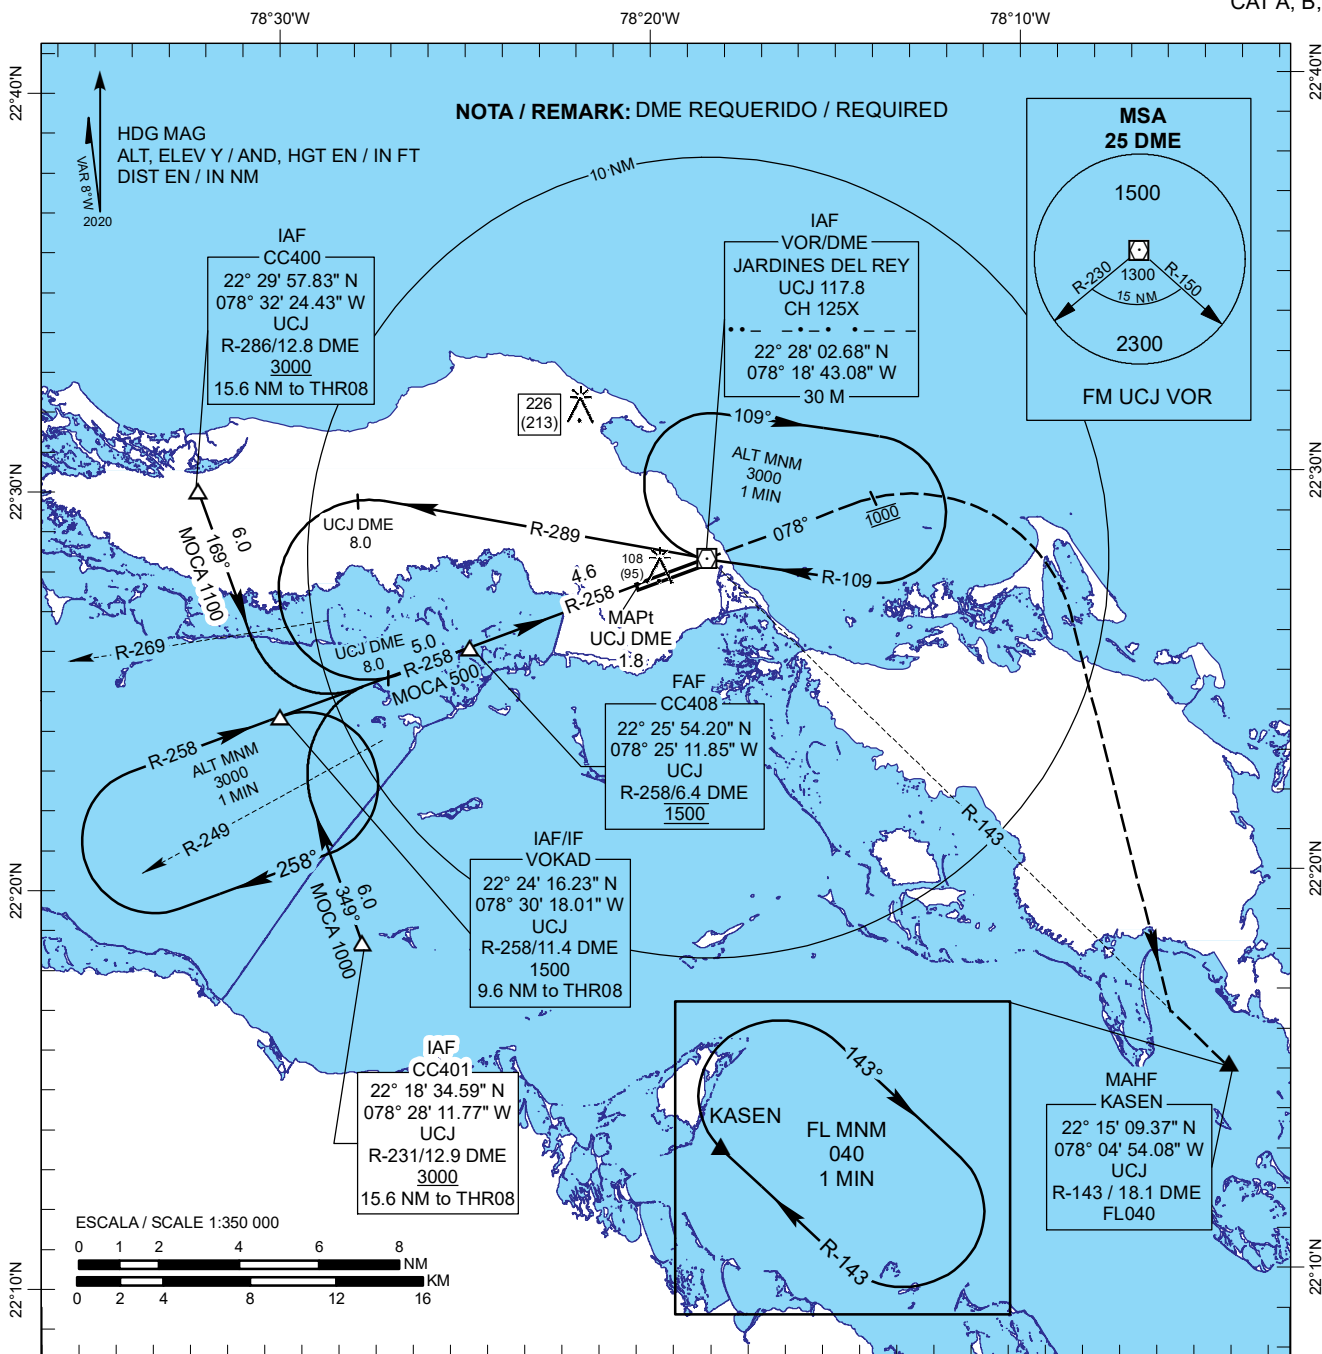 CAT A, B,
78°30'W
78°20'W
78°10'W
22°40'N
22°40'N
NOTA / REMARK: DME REQUERIDO / REQUIRED
HDG MAG
ALT, ELEV Y / AND, HGT EN / IN FT
DIST EN / IN NM
VAR 8°W
2020
MSA
25 DME
1500
R-230
1300
15 NM
R-150
2300
FM UCJ VOR
10 NM
IAF
CC400
22° 29' 57.83" N
078° 32' 24.43" W
UCJ
R-286/12.8 DME
3000
15.6 NM to THR08
IAF
VOR/DME
JARDINES DEL REY
UCJ 117.8
CH 125X
22° 28' 02.68" N
078° 18' 43.08" W
30 M
226
(213)
109°
ALT MNM
3000
1 MIN
22°30'N
22°30'N
UCJ DME
8.0
R-289
078°
1000
6.0
169°
MOCA 1100
108
(95)
R-109
4.6
R-258
MAPt
UCJ DME
1.8
R-269
UCJ DME
8.0
5.0
R-258
MOCA 500
FAF
CC408
22° 25' 54.20" N
078° 25' 11.85" W
UCJ
R-258/6.4 DME
1500
R-258
ALT MNM
3000
1 MIN
R-249
258°
R-143
IAF/IF
VOKAD
22° 24' 16.23" N
078° 30' 18.01" W
UCJ
R-258/11.4 DME
1500
9.6 NM to THR08
22°20'N
22°20'N
6.0
349°
MOCA 1000
IAF
CC401
22° 18' 34.59" N
078° 28' 11.77" W
UCJ
R-231/12.9 DME
3000
15.6 NM to THR08
143°
KASEN
FL MNM
040
1 MIN
R-143
MAHF
KASEN
22° 15' 09.37" N
078° 04' 54.08" W
UCJ
R-143 / 18.1 DME
FL040
ESCALA / SCALE 1:350 000
0 1 2 4 6 8
NM
KM
0 2 4 8 12 16
22°10'N
22°10'N